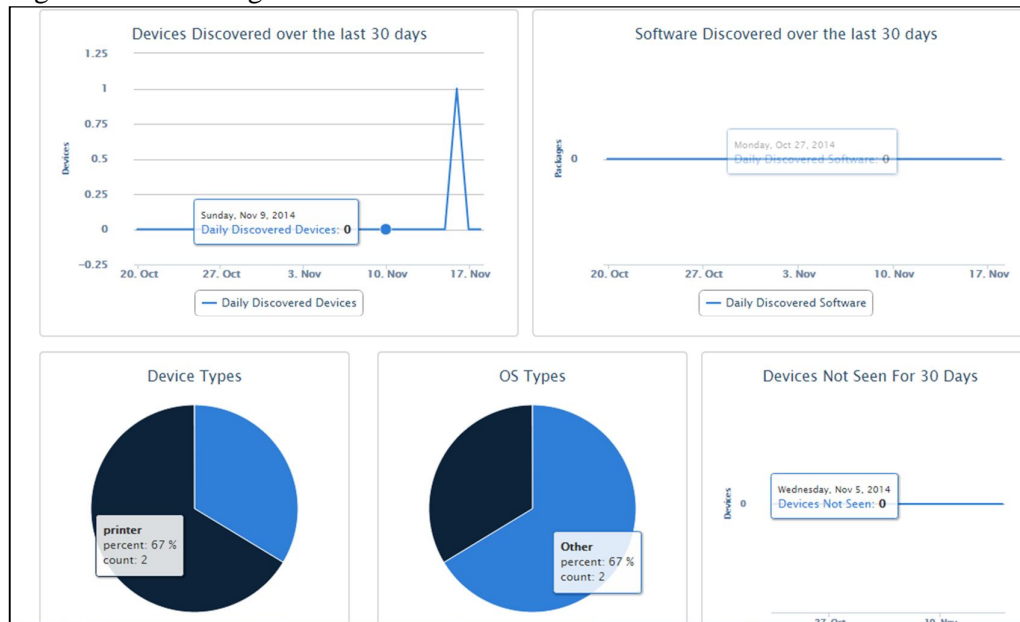 Devices Discovered over the last 30 days
1.25
1
0.75
0.5
0.25
0
-0.25
Devices
Sunday, Nov 9, 2014
Daily Discovered Devices: 0
20. Oct 27. Oct 3. Nov 10. Nov 17. Nov
Daily Discovered Devices
Software Discovered over the last 30 days
Packages
0
Monday, Oct 27, 2014
Daily Discovered Software: 0
20. Oct 27. Oct 3. Nov 10. Nov 17. Nov
Daily Discovered Software
Device Types
printer
percent: 67 %
count: 2
OS Types
Other
percent: 67 %
count: 2
Devices Not Seen For 30 Days
Devices
0
Wednesday, Nov 5, 2014
Devices Not Seen: 0
27. Oct 10. Nov